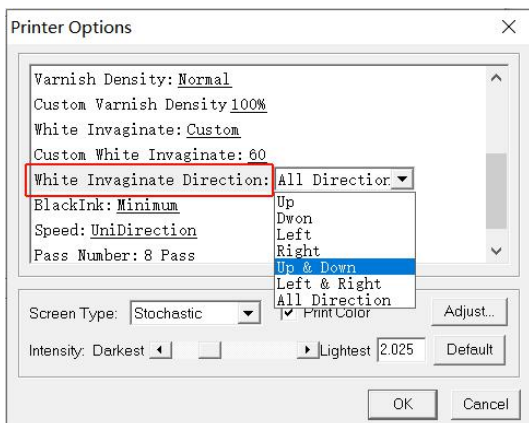 Printer Options
Varnish Density: Normal
Custom Varnish Density 100%
White Invaginate: Custom
Custom White Invaginate: 60
White Invaginate Direction: All Direction
BlackInk: Minimum
Speed: UniDirection
Pass Number: 8 Pass
Up
Dwon
Left
Right
Up & Down
Left & Right
All Direction
Screen Type: Stochastic
Print Color
Adjust...
Intensity: Darkest
Lightest 2.025
Default
OK
Cancel